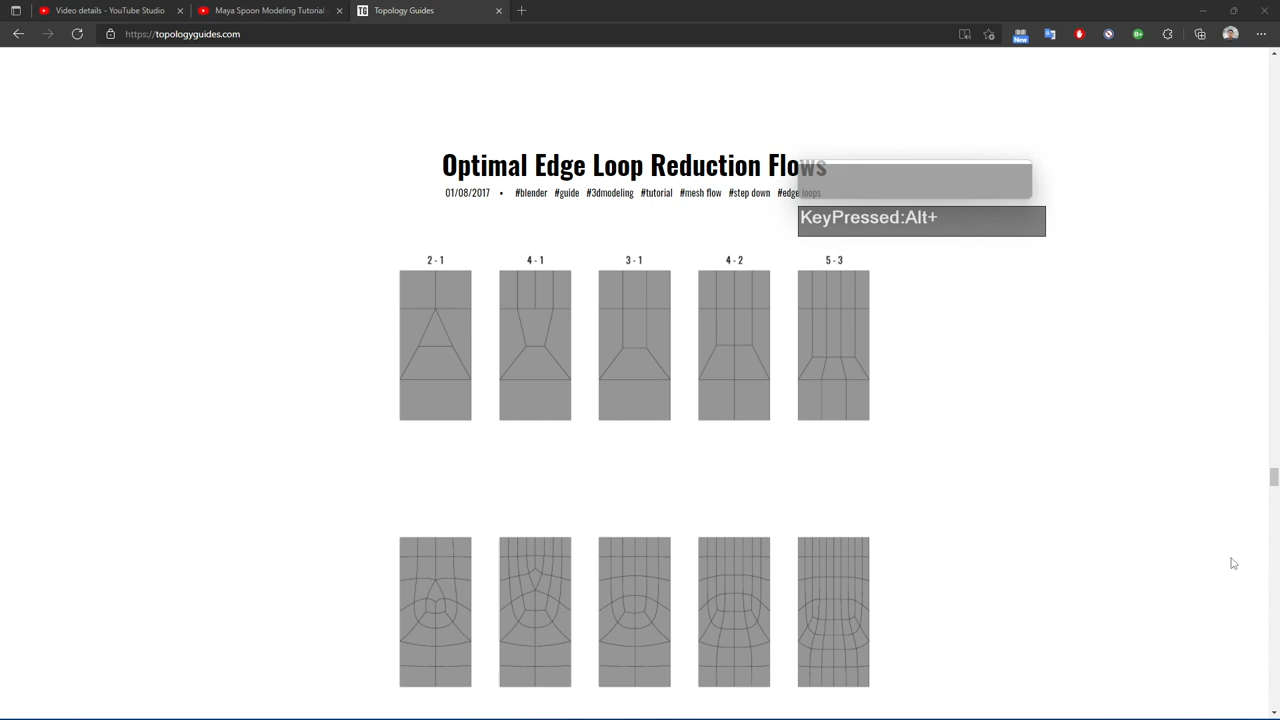 Video details - YouTube Studio
Maya Spoon Modeling Tutorial
Topology Guides
https://topologyguides.com
New
Optimal Edge Loop Reduction Flows
01/08/2017 • #blender #guide #3dmodeling #tutorial #mesh flow #step down #edge loops
KeyPressed:Alt+
2 - 1 4 - 1 3 - 1 4 - 2 5 - 3